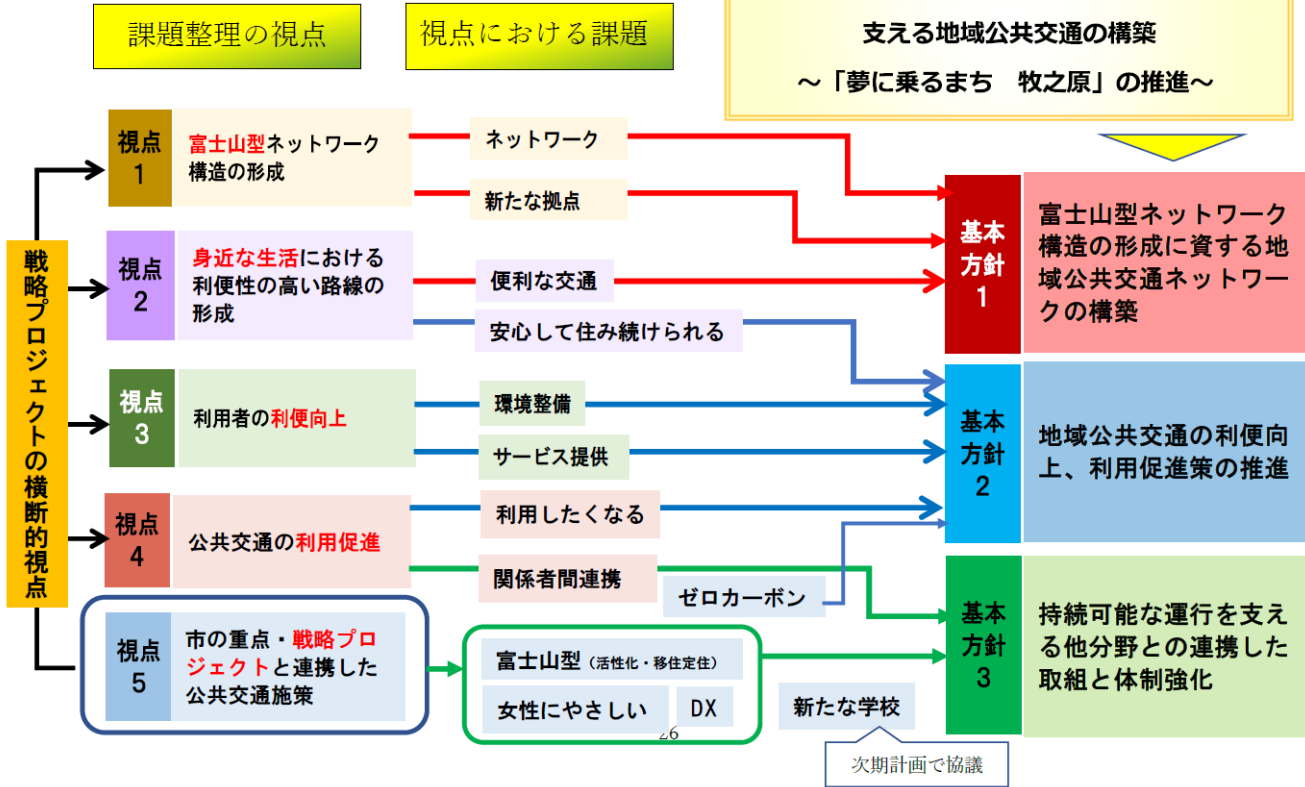 課題整理の視点
視点における課題
支える地域公共交通の構築
～「夢に乗るまち　牧之原」の推進～
戦略プロジェクトの横断的視点
視点
1
富士山型ネットワーク
構造の形成
ネットワーク
新たな拠点
視点
2
身近な生活における
利便性の高い路線の
形成
便利な交通
安心して住み続けられる
視点
3
利用者の利便向上
環境整備
サービス提供
視点
4
公共交通の利用促進
利用したくなる
関係者間連携
ゼロカーボン
視点
5
市の重点・戦略プロ
ジェクトと連携した
公共交通施策
富士山型（活性化・移住定住）
女性にやさしい
DX
26
新たな学校
次期計画で協議
基本
方針
1
富士山型ネットワーク
構造の形成に資する地
域公共交通ネットワー
クの構築
基本
方針
2
地域公共交通の利便向
上、利用促進策の推進
基本
方針
3
持続可能な運行を支え
る他分野との連携した
取組と体制強化